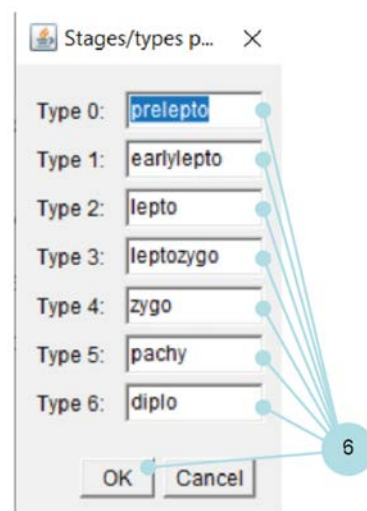 Stages/types p...
Type 0: prelepto
Type 1: earlylepto
Type 2: lepto
Type 3: leptozygo
Type 4: zygo
Type 5: pachy
Type 6: diplo
6
OK Cancel